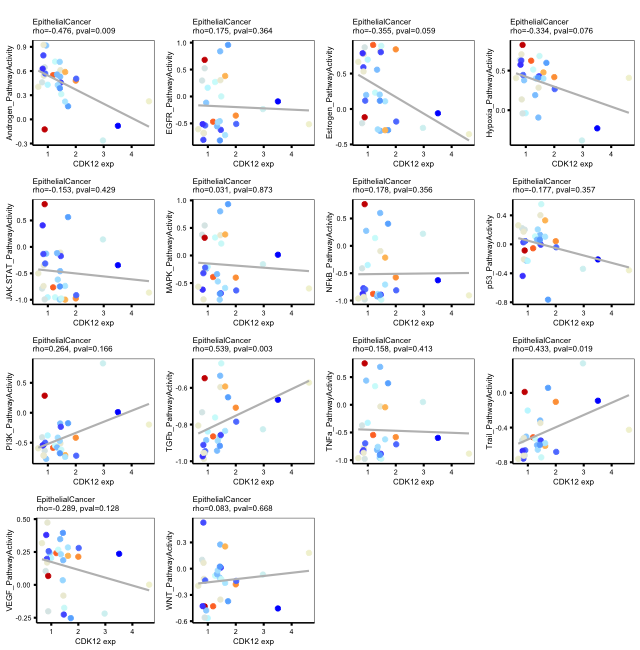 EpithelialCancer
rho=-0.476, pval=0.009
Androgen_PathwayActivity
0.9
0.6
0.3
0.0
-0.3
1 2 3 4
CDK12 exp
EpithelialCancer
rho=0.175, pval=0.364
EGFR_PathwayActivity
1.0
0.5
0.0
-0.5
1 2 3 4
CDK12 exp
EpithelialCancer
rho=-0.355, pval=0.059
Estrogen_PathwayActivity
0.5
0.0
-0.5
1 2 3 4
CDK12 exp
EpithelialCancer
rho=-0.334, pval=0.076
Hypoxia_PathwayActivity
0.5
0.0
1 2 3 4
CDK12 exp
EpithelialCancer
rho=-0.153, pval=0.429
JAK.STAT_PathwayActivity
0.5
0.0
-0.5
-1.0
1 2 3 4
CDK12 exp
EpithelialCancer
rho=0.031, pval=0.873
MAPK_PathwayActivity
1.0
0.5
0.0
-0.5
1 2 3 4
CDK12 exp
EpithelialCancer
rho=0.178, pval=0.356
NFkB_PathwayActivity
0.5
0.0
-0.5
-1.0
1 2 3 4
CDK12 exp
EpithelialCancer
rho=-0.177, pval=0.357
p53_PathwayActivity
0.4
0.0
-0.4
-0.8
1 2 3 4
CDK12 exp
EpithelialCancer
rho=0.264, pval=0.166
PI3K_PathwayActivity
0.5
0.0
-0.5
1 2 3 4
CDK12 exp
EpithelialCancer
rho=0.539, pval=0.003
TGFb_PathwayActivity
-0.6
-0.8
-1.0
1 2 3 4
CDK12 exp
EpithelialCancer
rho=0.158, pval=0.413
TNFa_PathwayActivity
0.5
0.0
-0.5
-1.0
1 2 3 4
CDK12 exp
EpithelialCancer
rho=0.433, pval=0.019
Trail_PathwayActivity
0.0
-0.4
-0.8
1 2 3 4
CDK12 exp
EpithelialCancer
rho=-0.289, pval=0.128
VEGF_PathwayActivity
0.50
0.25
0.00
-0.25
1 2 3 4
CDK12 exp
EpithelialCancer
rho=0.083, pval=0.668
WNT_PathwayActivity
0.6
0.3
0.0
-0.3
-0.6
1 2 3 4
CDK12 exp